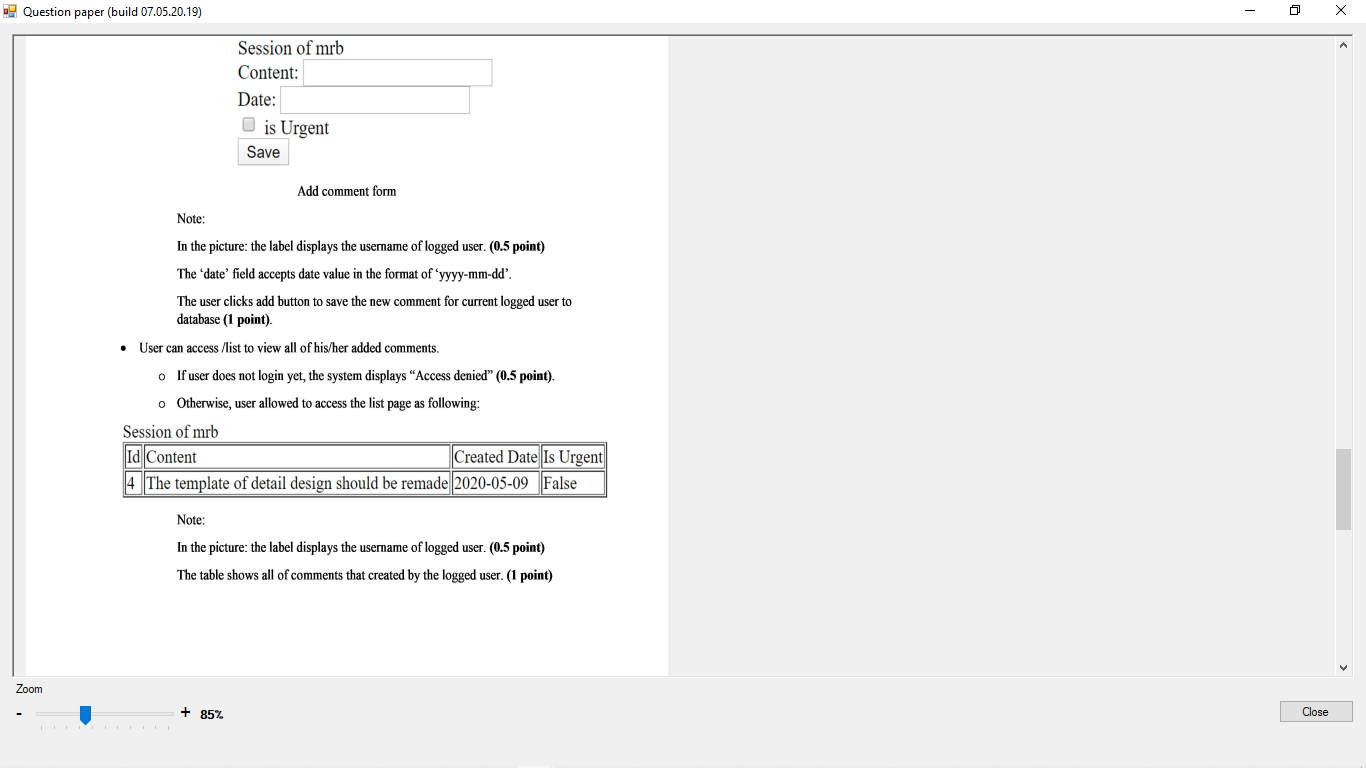 Question paper (build 07.05.20.19)
Session of mrb
Content:
Date:
is Urgent
Save
Add comment form
Note:
In the picture: the label displays the username of logged user. (0.5 point)
The ‘date’ field accepts date value in the format of ‘yyyy-mm-dd’.
The user clicks add button to save the new comment for current logged user to
database (1 point).
• User can access /list to view all of his/her added comments.
o If user does not login yet, the system displays “Access denied” (0.5 point).
o Otherwise, user allowed to access the list page as following:
Session of mrb
Id Content Created Date Is Urgent
4 The template of detail design should be remade 2020-05-09 False
Note:
In the picture: the label displays the username of logged user. (0.5 point)
The table shows all of comments that created by the logged user. (1 point)
Zoom
- + 85%
Close